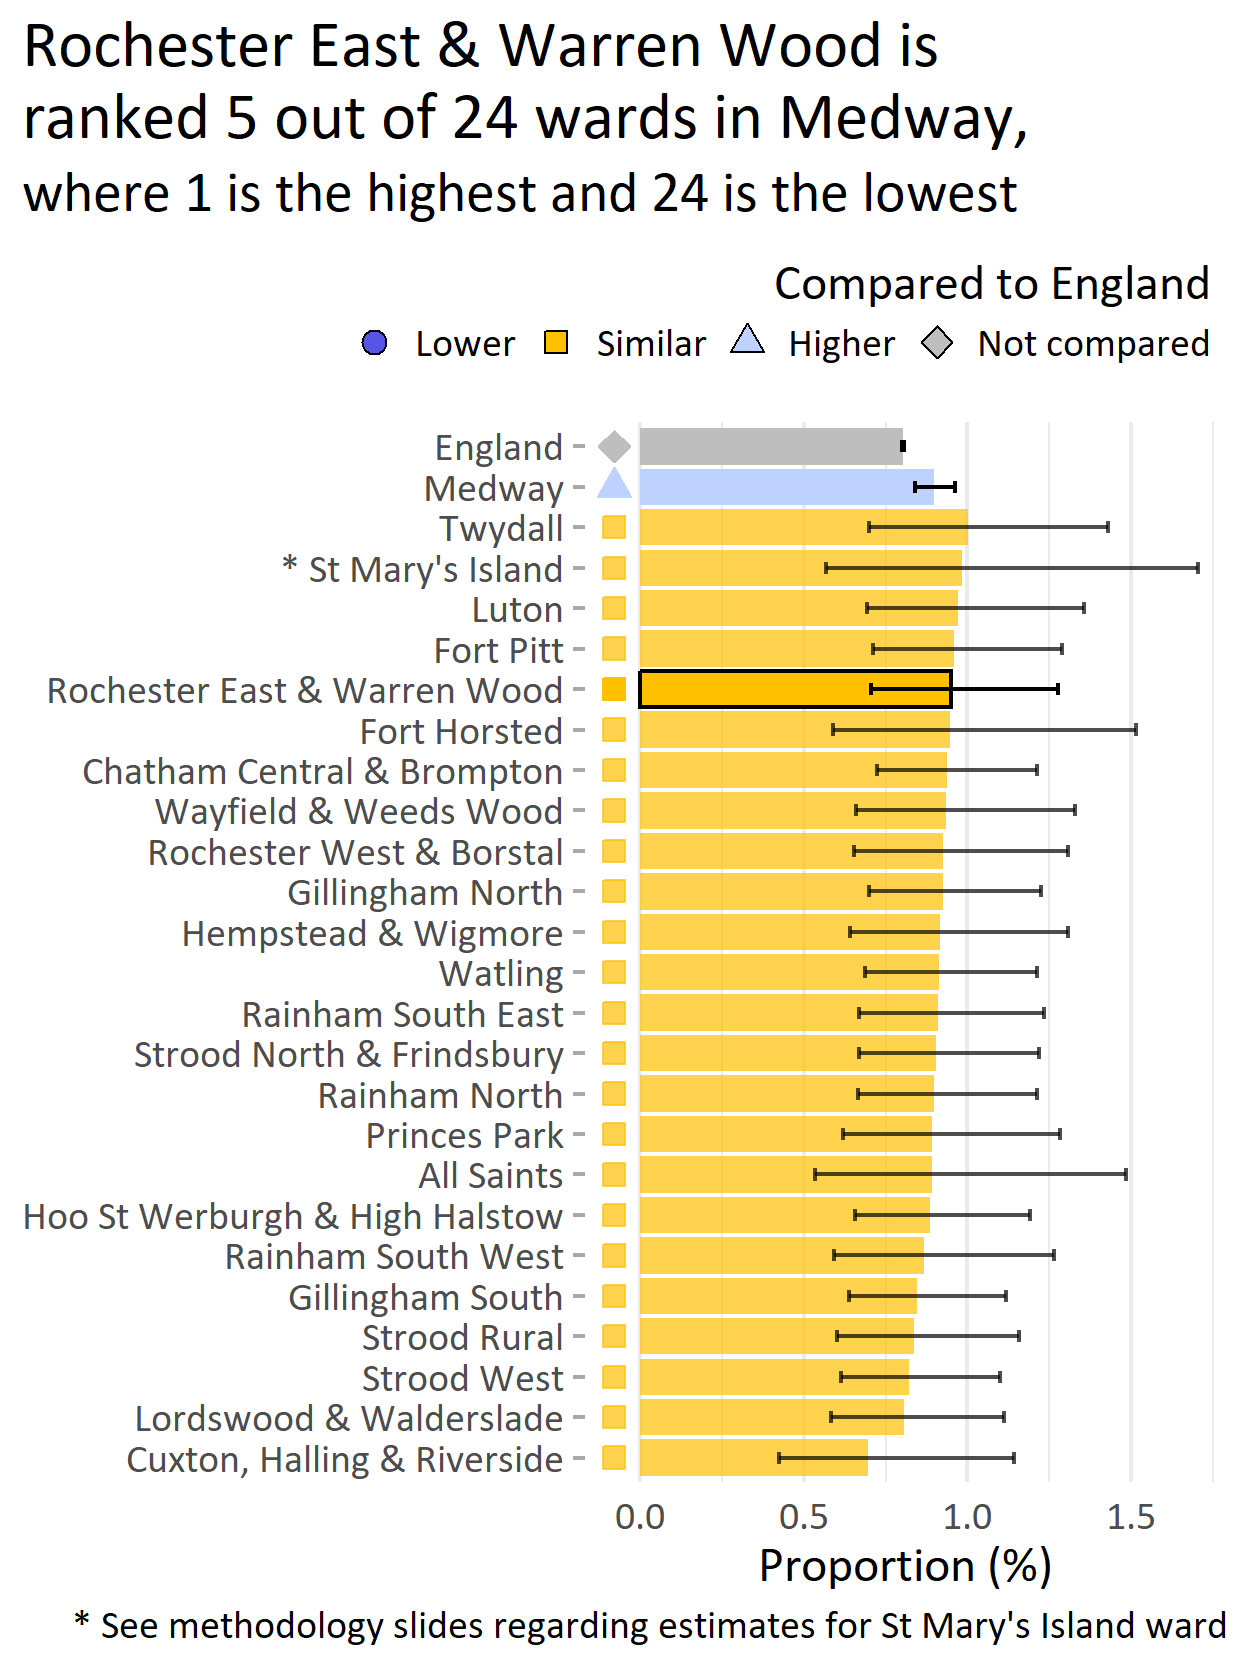 Rochester East & Warren Wood is
ranked 5 out of 24 wards in Medway,
where 1 is the highest and 24 is the lowest
Compared to England
Lower Similar Higher Not compared
England
Medway
Twydall
* St Mary's Island
Luton
Fort Pitt
Rochester East & Warren Wood
Fort Horsted
Chatham Central & Brompton
Wayfield & Weeds Wood
Rochester West & Borstal
Gillingham North
Hempstead & Wigmore
Watling
Rainham South East
Strood North & Frindsbury
Rainham North
Princes Park
All Saints
Hoo St Werburgh & High Halstow
Rainham South West
Gillingham South
Strood Rural
Strood West
Lordswood & Walderslade
Cuxton, Halling & Riverside
0.0 0.5 1.0 1.5
Proportion (%)
* See methodology slides regarding estimates for St Mary's Island ward